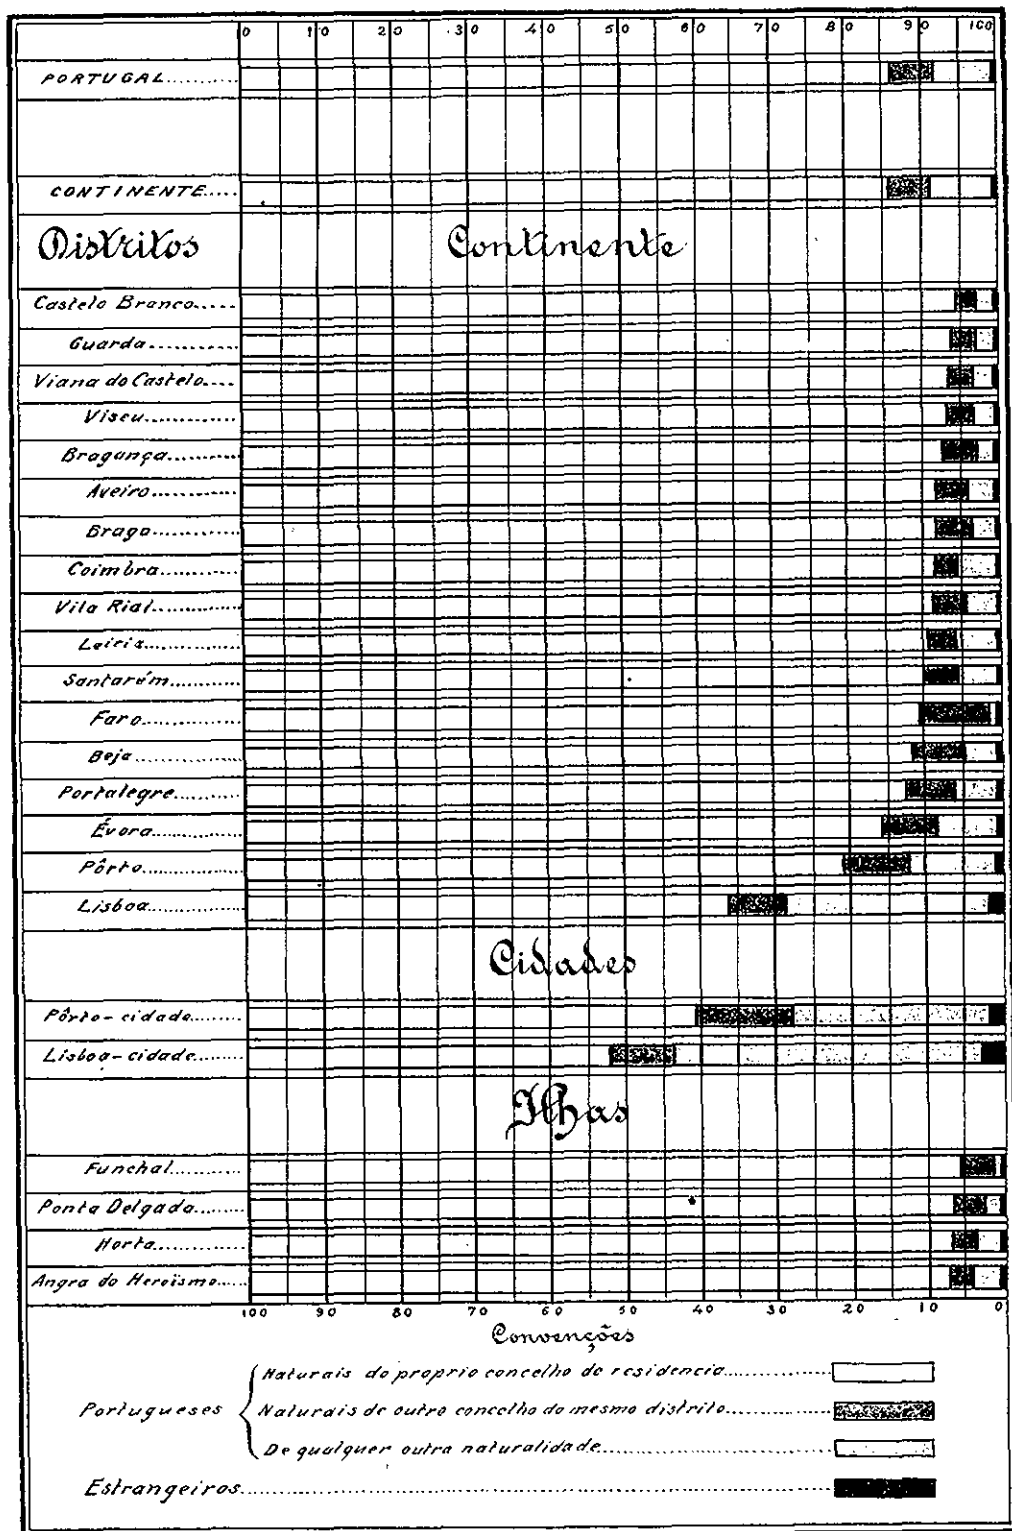 0 10 20 30 40 50 60 70 80 90 100
PORTUGAL
CONTINENTE
Distritos Continente
Castelo Branco
Guarda
Viana do Castelo
Viseu
Bragança
Aveiro
Braga
Coimbra
Vila Rial
Leiria
Santarém
Faro
Beja
Portalegre
Évora
Pôrto
Lisboa
Cidades
Pôrto-cidade
Lisboa-cidade
Ilhas
Funchal
Ponta Delgada
Horta
Angra do Heroismo
100 90 80 70 60 50 40 30 20 10 0
Convenções
Naturais do proprio concelho de residencia
Portugueses Naturais de outro concelho do mesmo distrito
De qualquer outra naturalidade
Estrangeiros